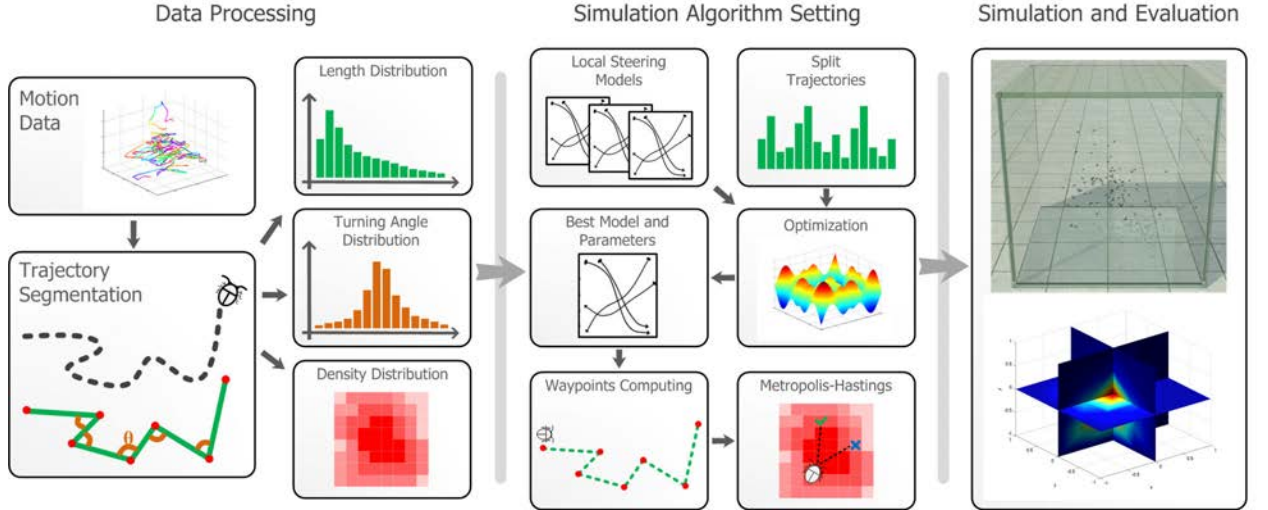 Data Processing
Simulation Algorithm Setting
Simulation and Evaluation
Motion
Data
Trajectory
Segmentation
θ
Length Distribution
Turning Angle
Distribution
Density Distribution
Local Steering
Models
Split
Trajectories
Best Model and
Parameters
Optimization
Waypoints Computing
Metropolis-Hastings